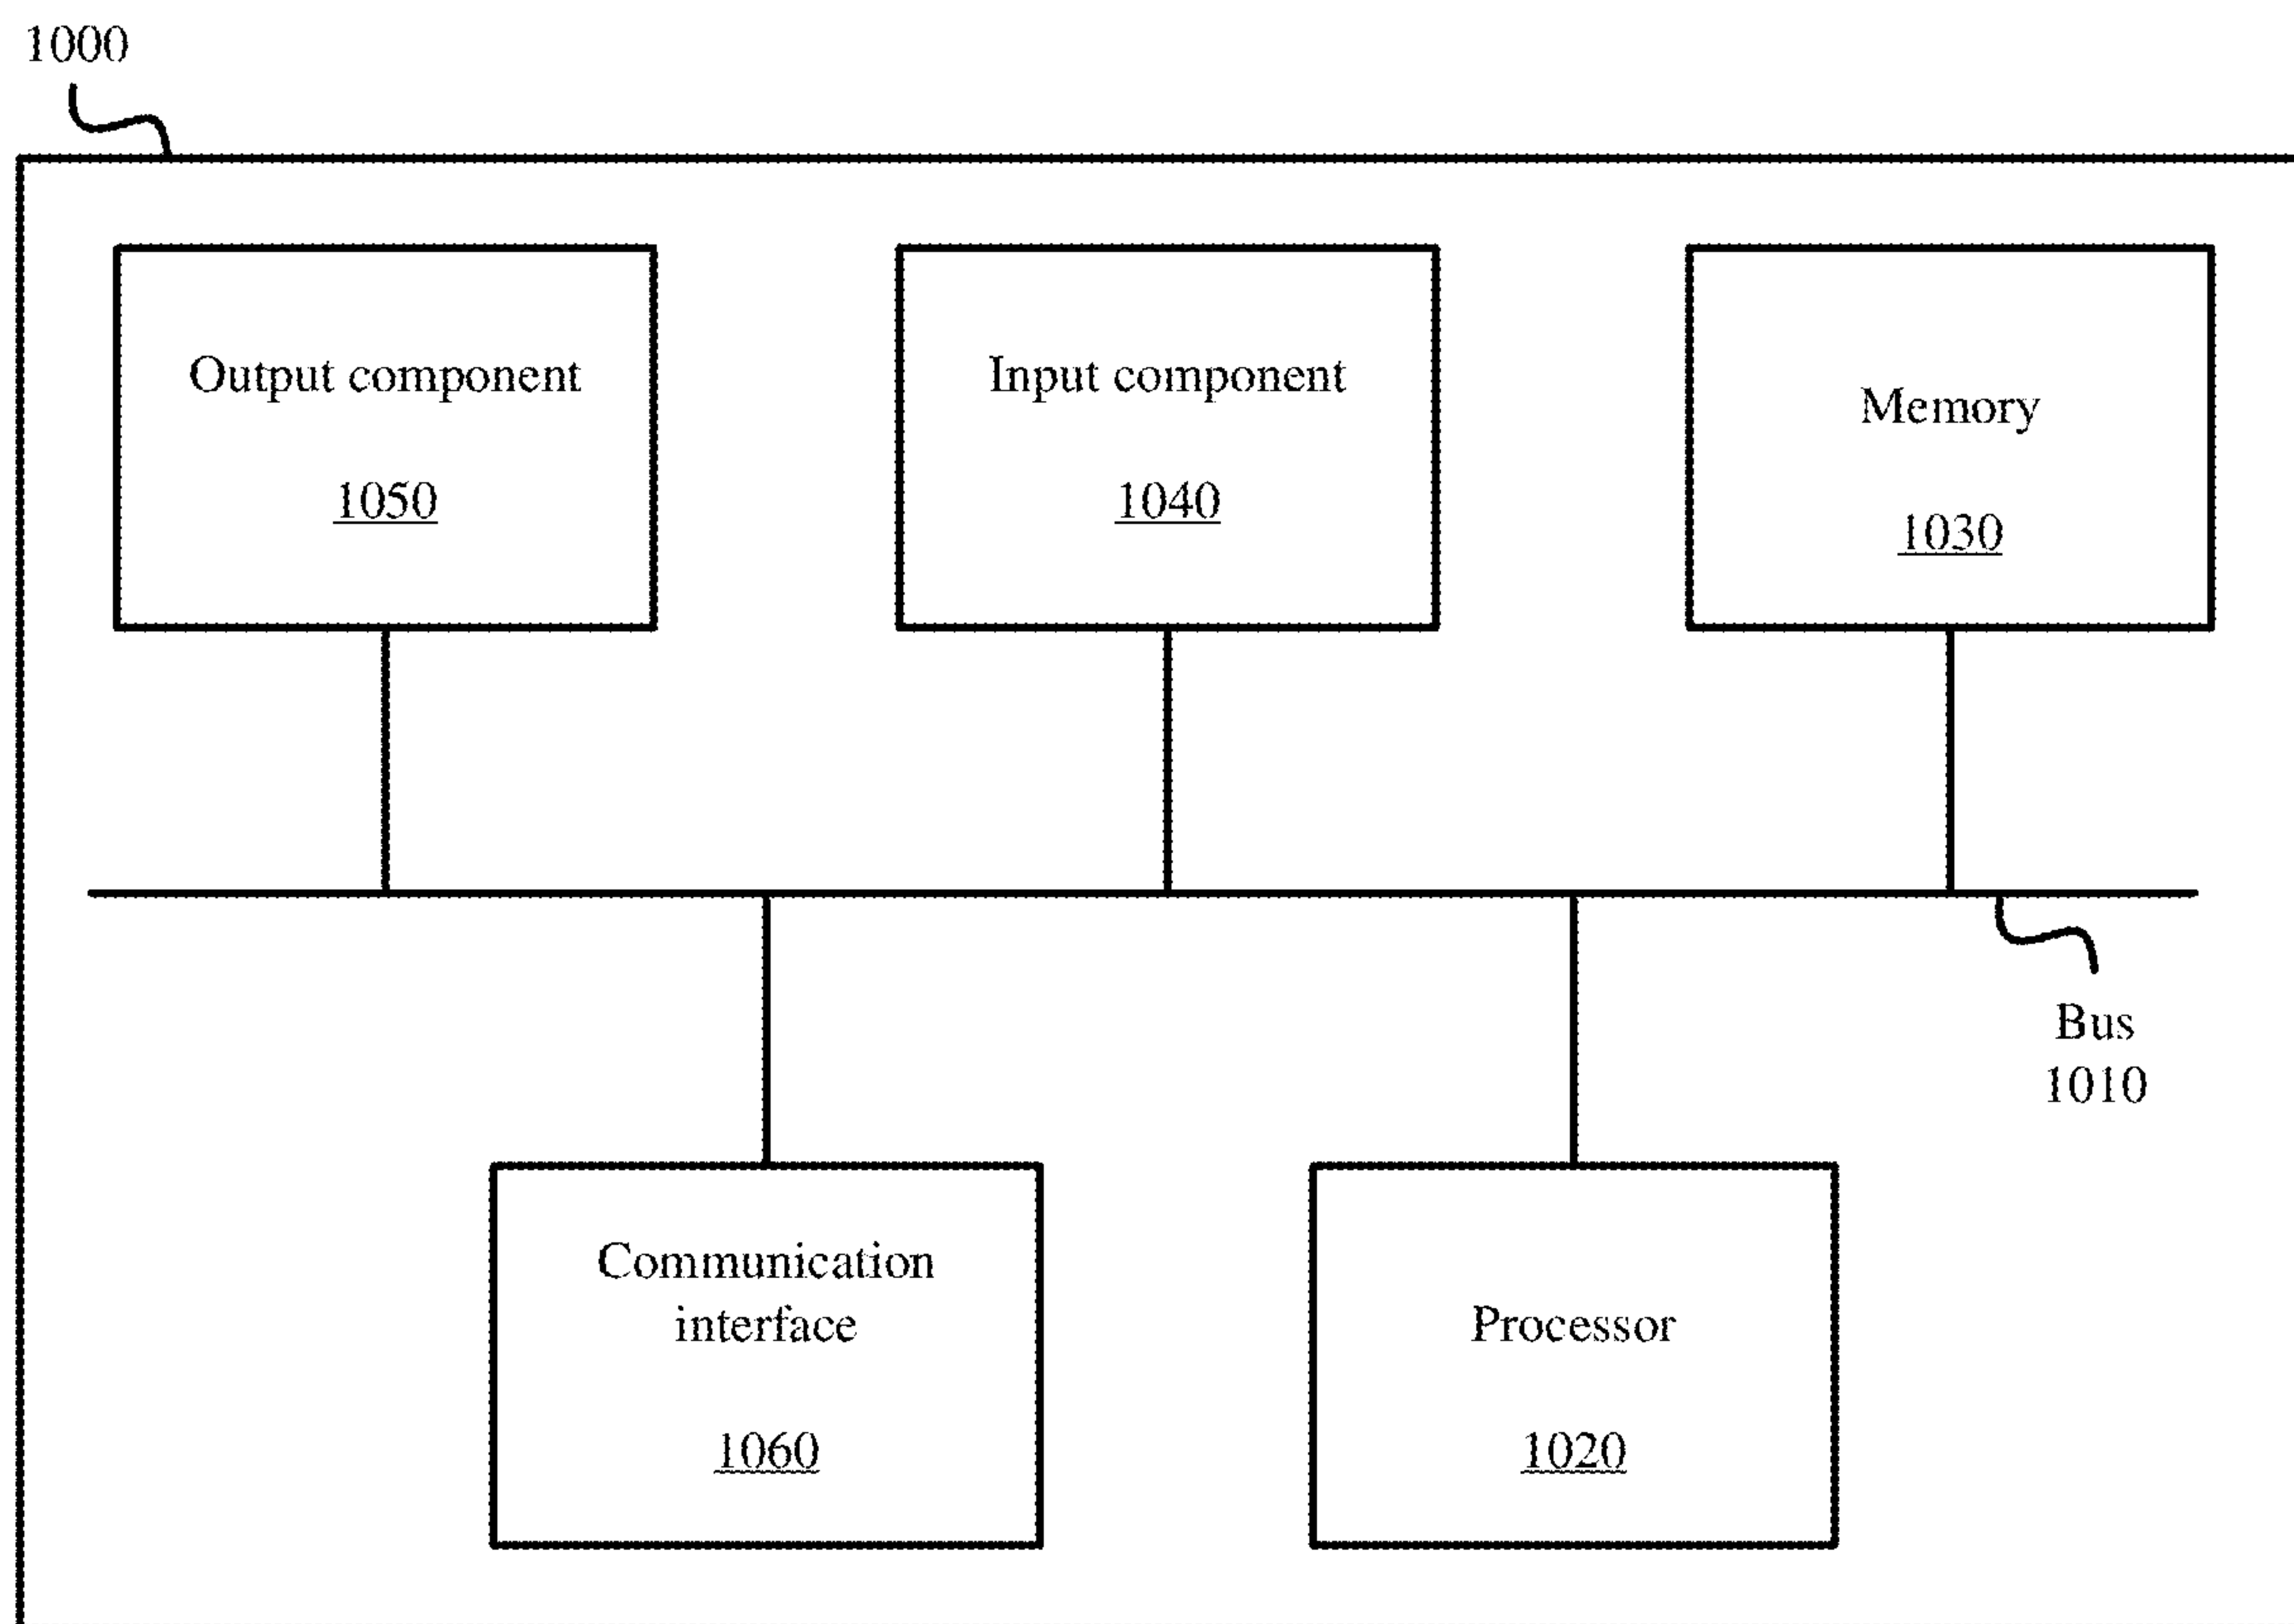 1000
Output component
1050
Input component
1040
Memory
1030
Bus
1010
Communication
interface
1060
Processor
1020